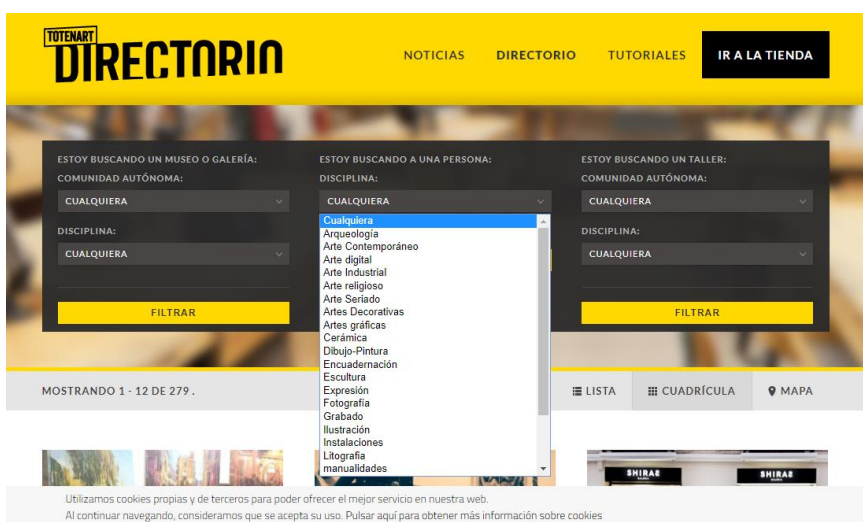 TOTENART
DIRECTORIO
NOTICIAS
DIRECTORIO
TUTORIALES
IR A LA TIENDA
ESTOY BUSCANDO UN MUSEO O GALERÍA:
COMUNIDAD AUTÓNOMA:
CUALQUIERA
DISCIPLINA:
CUALQUIERA
FILTRAR
ESTOY BUSCANDO A UNA PERSONA:
DISCIPLINA:
CUALQUIERA
Cualquiera
Arqueología
Arte Contemporáneo
Arte digital
Arte Industrial
Arte religioso
Arte Seriado
Artes Decorativas
Artes gráficas
Cerámica
Dibujo-Pintura
Encuadernación
Escultura
Expresión
Fotografía
Grabado
Ilustración
Instalaciones
Litografia
manualidades
ESTOY BUSCANDO UN TALLER:
COMUNIDAD AUTÓNOMA:
CUALQUIERA
DISCIPLINA:
CUALQUIERA
FILTRAR
MOSTRANDO 1 - 12 DE 279 .
LISTA
CUADRÍCULA
MAPA
SHIRAZ
SHIRAZ
Utilizamos cookies propias y de terceros para poder ofrecer el mejor servicio en nuestra web.
Al continuar navegando, consideramos que se acepta su uso. Pulsar aquí para obtener más información sobre cookies